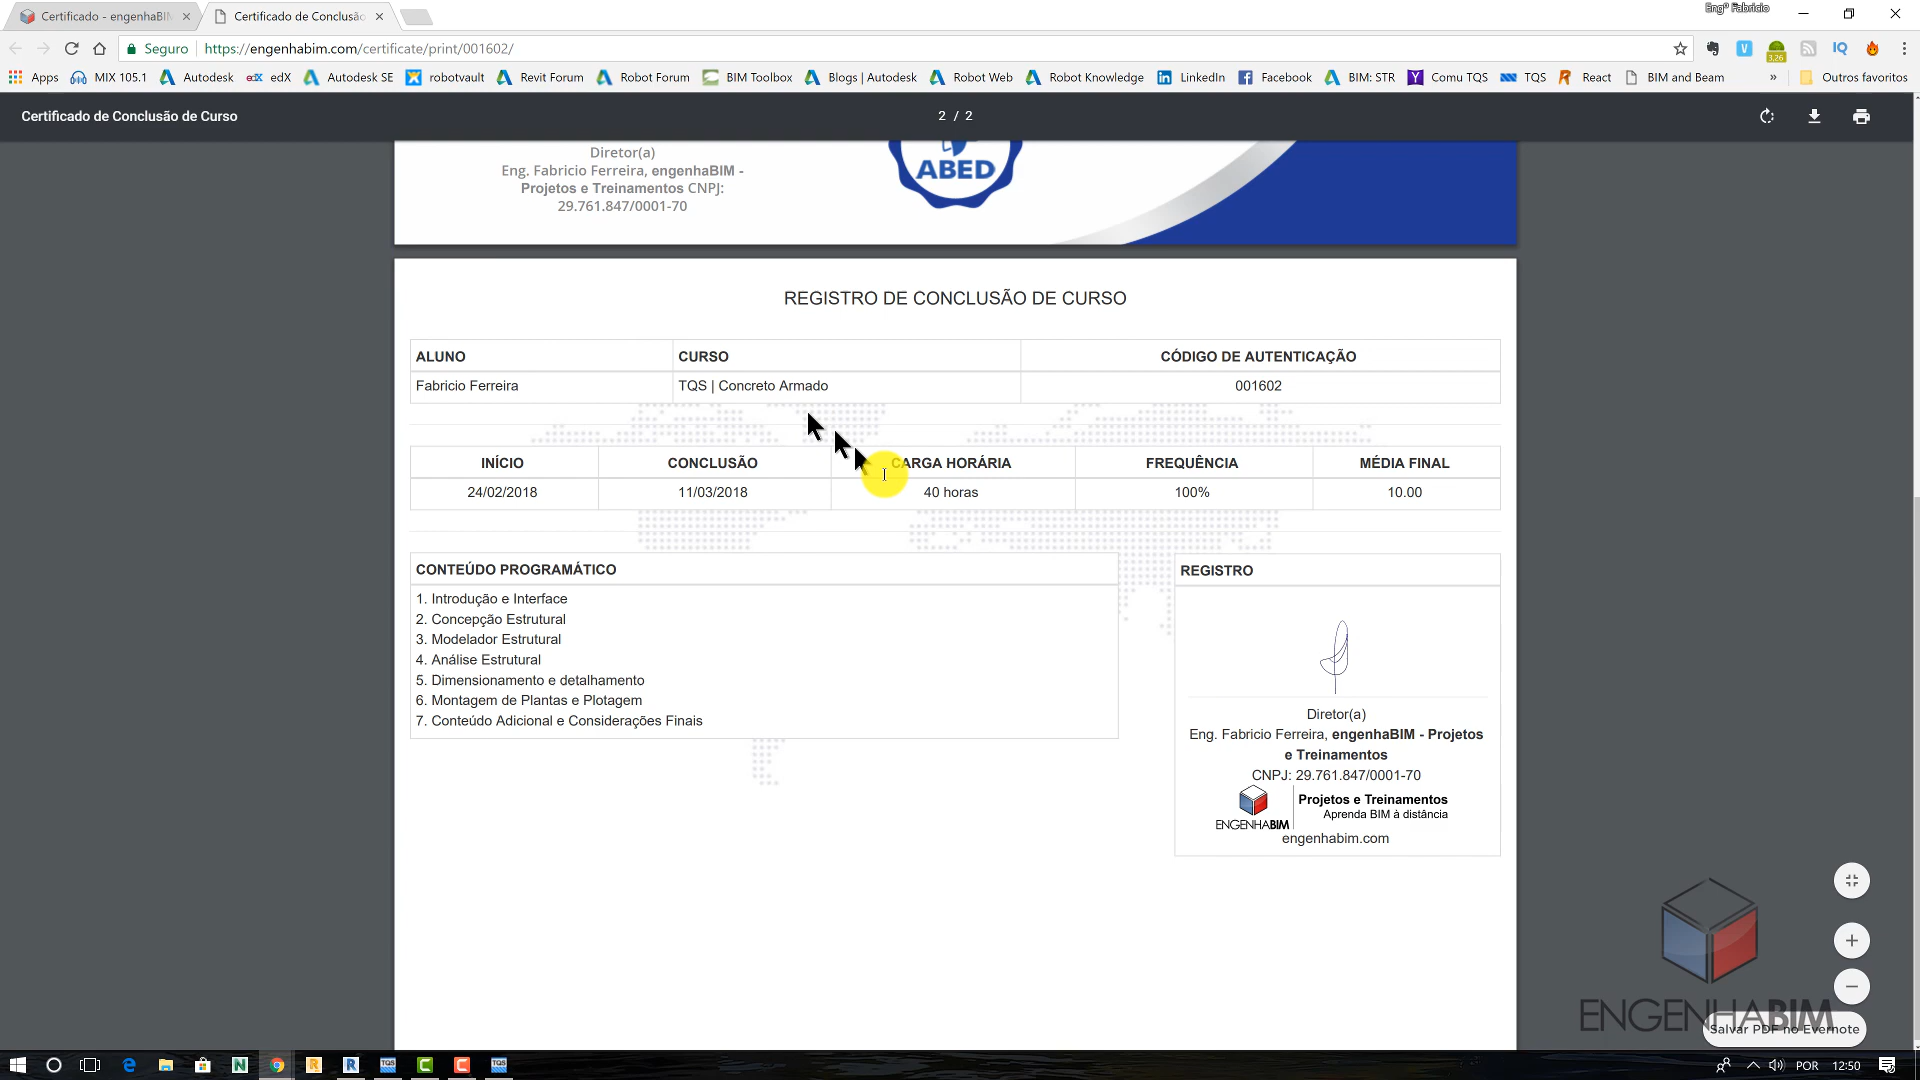 Certificado - engenhaBIM
Certificado de Conclusão
Engº Fabricio
Seguro
https://engenhabim.com/certificate/print/001602/
3,26
V
IQ
Apps
MIX 105.1
Autodesk
edX edX
Autodesk SE
robotvault
Revit Forum
Robot Forum
BIM Toolbox
Blogs | Autodesk
Robot Web
Robot Knowledge
LinkedIn
Facebook
BIM: STR
Comu TQS
TQS
React
BIM and Beam
»
Outros favoritos
Certificado de Conclusão de Curso
2 / 2
Diretor(a)
Eng. Fabricio Ferreira, engenhaBIM -
Projetos e Treinamentos CNPJ:
29.761.847/0001-70
ABED
REGISTRO DE CONCLUSÃO DE CURSO
ALUNO CURSO CÓDIGO DE AUTENTICAÇÃO
Fabricio Ferreira TQS | Concreto Armado 001602
INÍCIO CONCLUSÃO CARGA HORÁRIA FREQUÊNCIA MÉDIA FINAL
24/02/2018 11/03/2018 40 horas 100% 10.00
CONTEÚDO PROGRAMÁTICO
1. Introdução e Interface
2. Concepção Estrutural
3. Modelador Estrutural
4. Análise Estrutural
5. Dimensionamento e detalhamento
6. Montagem de Plantas e Plotagem
7. Conteúdo Adicional e Considerações Finais
REGISTRO
Diretor(a)
Eng. Fabricio Ferreira, engenhaBIM - Projetos
e Treinamentos
CNPJ: 29.761.847/0001-70
ENGENHABIM
Projetos e Treinamentos
Aprenda BIM à distância
engenhabim.com
ENGENHABIM
Salvar PDF no Evernote
POR
12:50